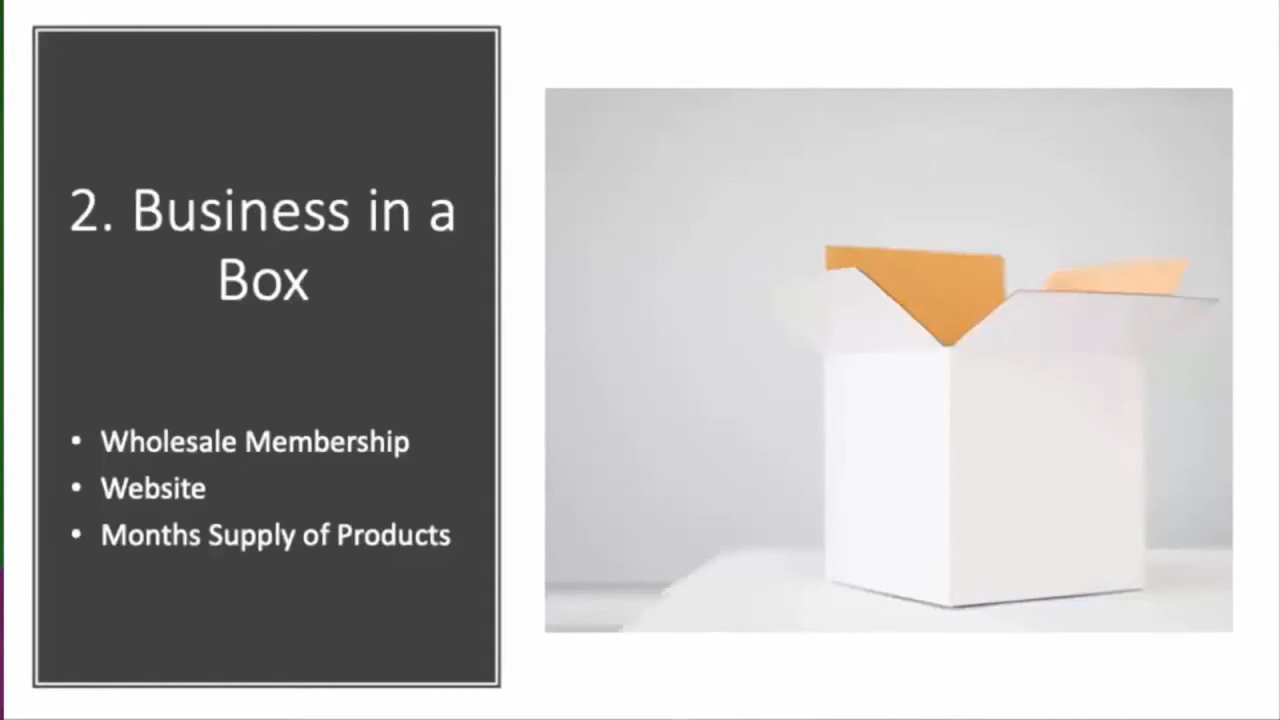 2. Business in a
Box
• Wholesale Membership
• Website
• Months Supply of Products